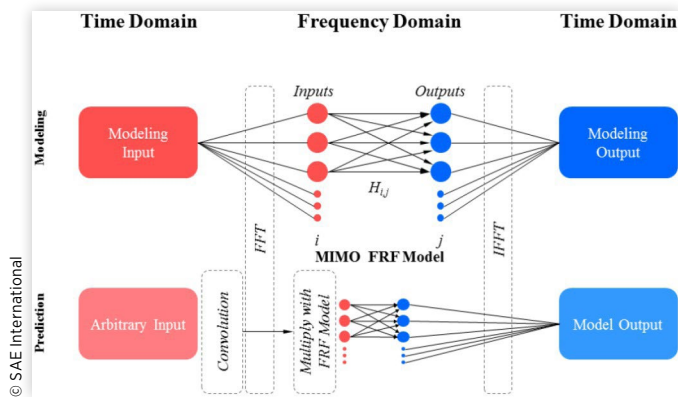 Time Domain
Frequency Domain
Time Domain
Modeling
Inputs
Outputs
Modeling
Input
Modeling
Output
H i,j
FFT
i
j
IFFT
MIMO FRF Model
Prediction
Arbitrary Input
Convolution
Multiply with
FRF Model
Model Output
© SAE International